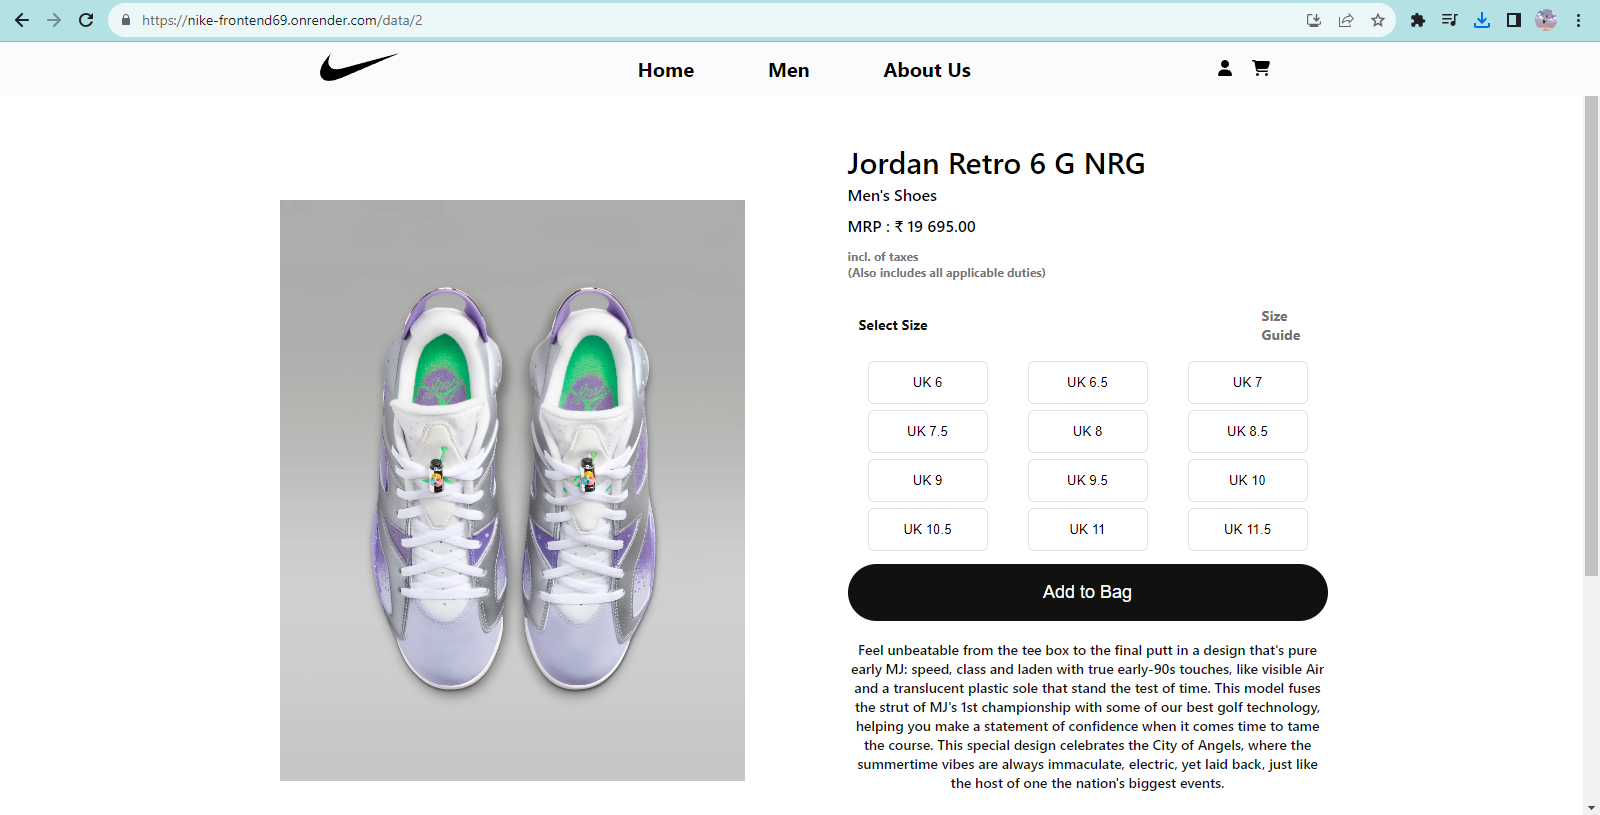 https://nike-frontend69.onrender.com/data/2
Home Men About Us
Jordan Retro 6 G NRG
Men's Shoes
MRP : ₹ 19 695.00
incl. of taxes
(Also includes all applicable duties)
Select Size
Size
Guide
UK 6 UK 6.5 UK 7
UK 7.5 UK 8 UK 8.5
UK 9 UK 9.5 UK 10
UK 10.5 UK 11 UK 11.5
Add to Bag
Feel unbeatable from the tee box to the final putt in a design that's pure
early MJ: speed, class and laden with true early-90s touches, like visible Air
and a translucent plastic sole that stand the test of time. This model fuses
the strut of MJ's 1st championship with some of our best golf technology,
helping you make a statement of confidence when it comes time to tame
the course. This special design celebrates the City of Angels, where the
summertime vibes are always immaculate, electric, yet laid back, just like
the host of one the nation's biggest events.